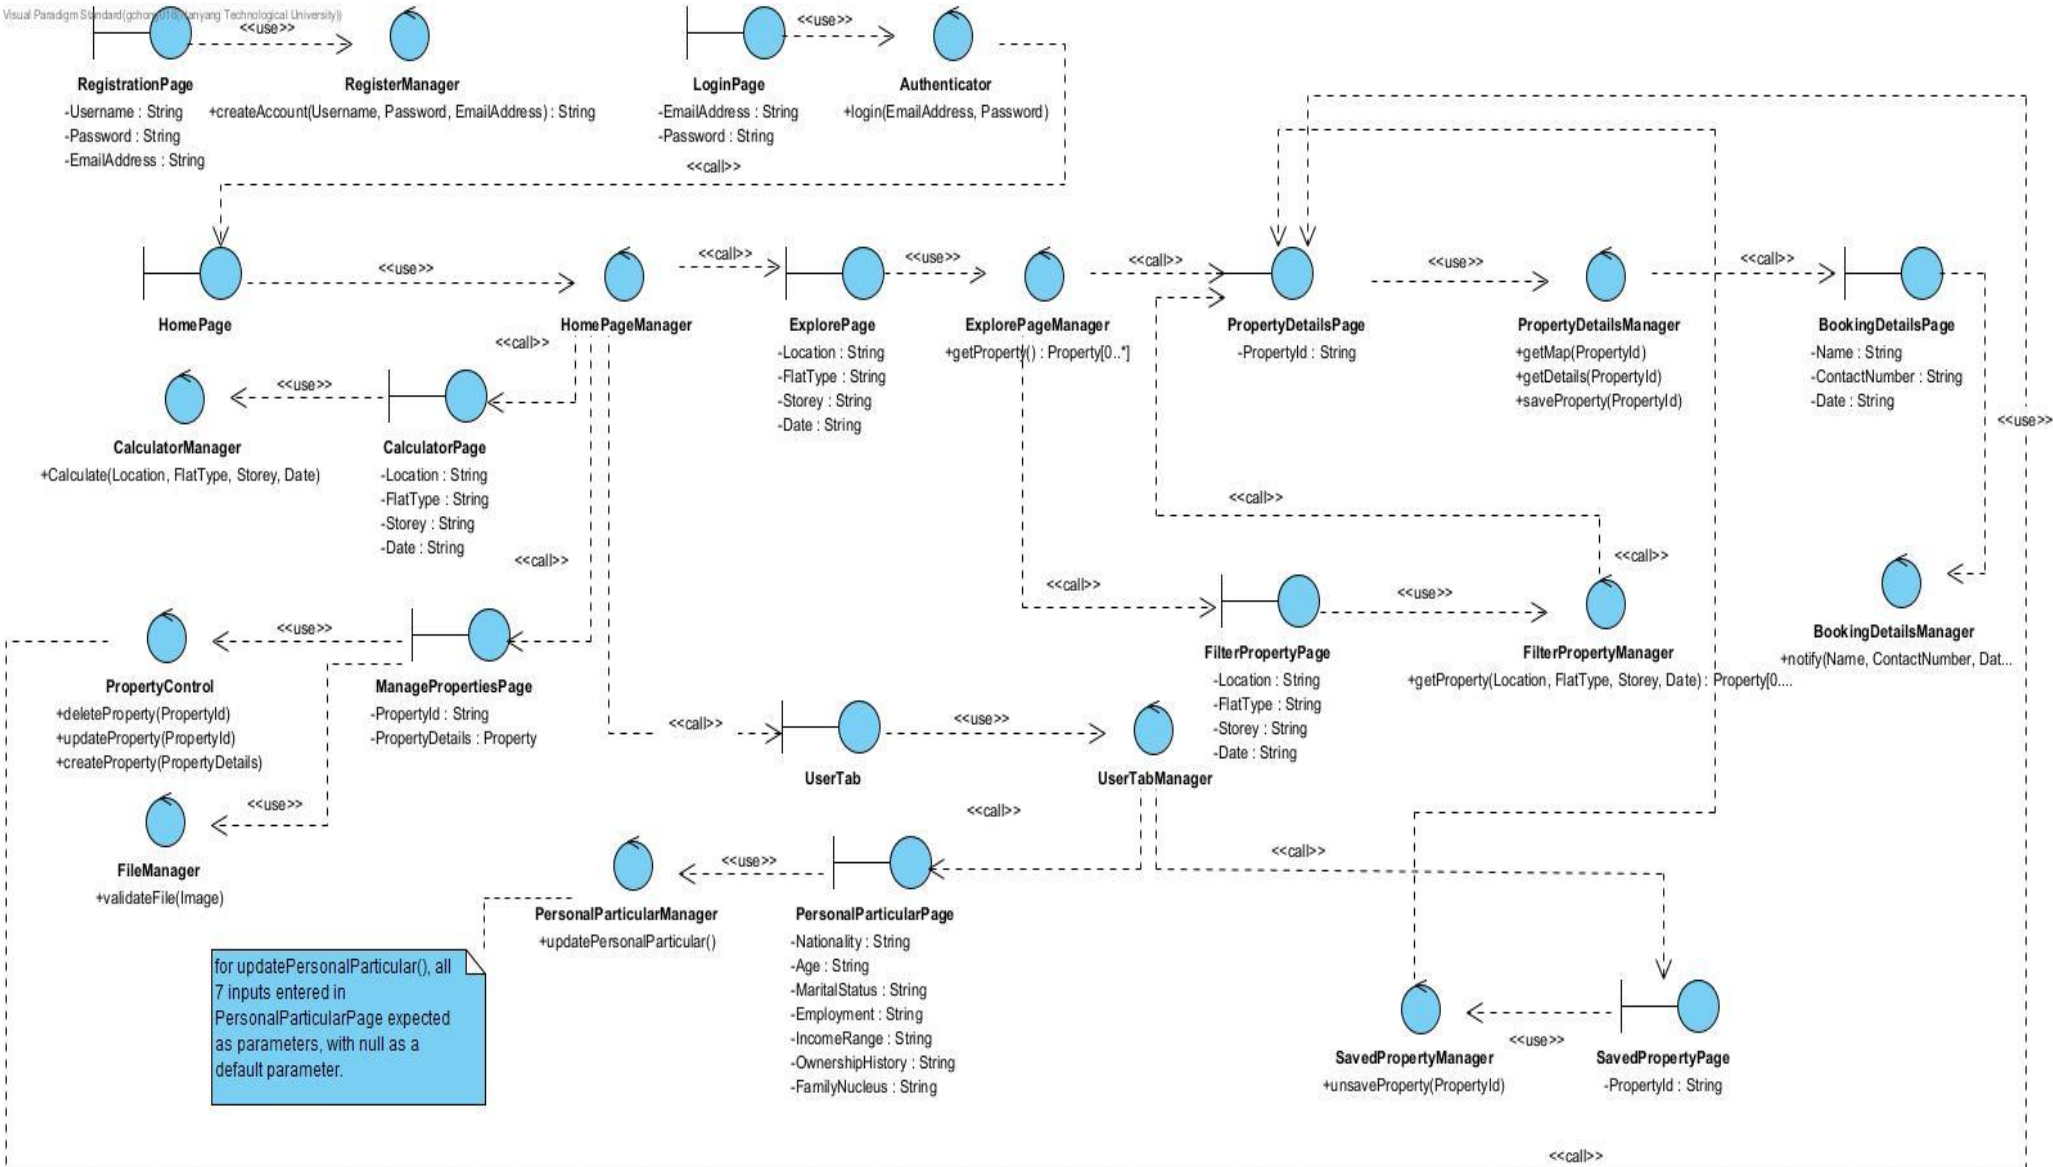 Visual Paradigm Standard(gchong016(Nanyang Technological University))
<<use>>
<<use>>
RegistrationPage
-Username : String
-Password : String
-EmailAddress : String
RegisterManager
+createAccount(Username, Password, EmailAddress) : String
LoginPage
-EmailAddress : String
-Password : String
Authenticator
+login(EmailAddress, Password)
<<call>>
HomePage
<<use>>
HomePageManager
<<call>>
ExplorePage
-Location : String
-FlatType : String
-Storey : String
-Date : String
<<use>>
ExplorePageManager
+getProperty() : Property[0..*]
<<call>>
PropertyDetailsPage
-PropertyId : String
<<use>>
PropertyDetailsManager
+getMap(PropertyId)
+getDetails(PropertyId)
+saveProperty(PropertyId)
<<call>>
BookingDetailsPage
-Name : String
-ContactNumber : String
-Date : String
<<use>>
<<call>>
<<use>>
CalculatorManager
+Calculate(Location, FlatType, Storey, Date)
CalculatorPage
-Location : String
-FlatType : String
-Storey : String
-Date : String
<<call>>
<<call>>
<<call>>
<<call>>
<<use>>
FilterPropertyPage
-Location : String
-FlatType : String
-Storey : String
-Date : String
FilterPropertyManager
+getProperty(Location, FlatType, Storey, Date) : Property[0....
BookingDetailsManager
+notify(Name, ContactNumber, Dat...
<<use>>
PropertyControl
+deleteProperty(PropertyId)
+updateProperty(PropertyId)
+createProperty(PropertyDetails)
ManagePropertiesPage
-PropertyId : String
-PropertyDetails : Property
<<call>>
<<use>>
UserTab
UserTabManager
<<use>>
FileManager
+validateFile(Image)
<<call>>
<<call>>
<<use>>
PersonalParticularManager
+updatePersonalParticular()
PersonalParticularPage
-Nationality : String
-Age : String
-MaritalStatus : String
-Employment : String
-IncomeRange : String
-OwnershipHistory : String
-FamilyNucleus : String
for updatePersonalParticular(), all
7 inputs entered in
PersonalParticularPage expected
as parameters, with null as a
default parameter.
<<use>>
SavedPropertyManager
+unsaveProperty(PropertyId)
SavedPropertyPage
-PropertyId : String
<<call>>